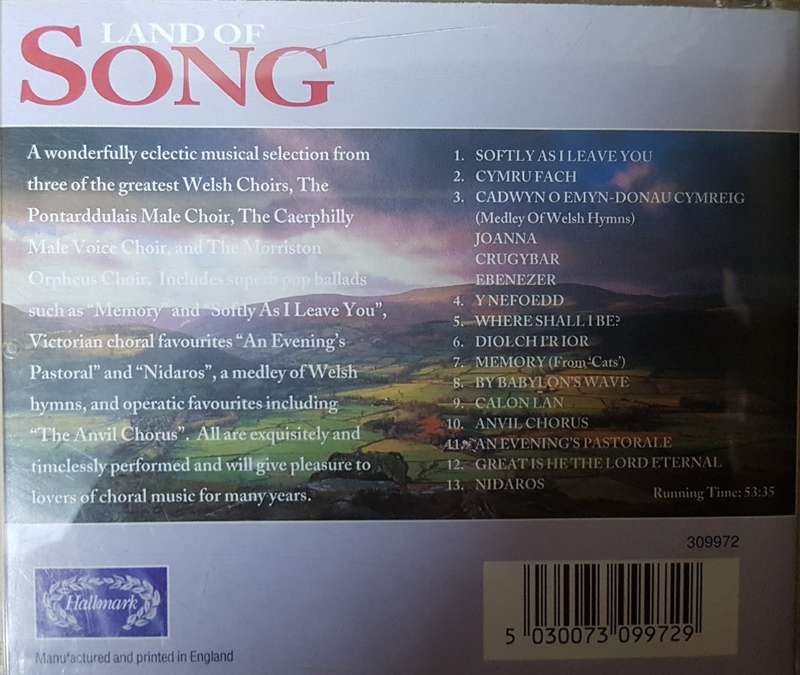 LAND OF
SONG
A wonderfully eclectic musical selection from
three of the greatest Welsh Choirs, The
Pontarddulais Male Choir, The Caerphilly
Male Voice Choir, and The Morriston
Orpheus Choir. Includes superb pop ballads
such as "Memory" and "Softly As I Leave You",
Victorian choral favourites "An Evening's
Pastoral" and "Nidaros", a medley of Welsh
hymns, and operatic favourites including
"The Anvil Chorus". All are exquisitely and
timelessly performed and will give pleasure to
lovers of choral music for many years.
1. SOFTLY AS I LEAVE YOU
2. CYMRU FACH
3. CADWYN O EMYN-DONAU CYMREIG
(Medley Of Welsh Hymns)
JOANNA
CRUGYBAR
EBENEZER
4. Y NEFOEDD
5. WHERE SHALL I BE?
6. DIOLCH I'R IOR
7. MEMORY (From 'Cats')
8. BY BABYLON'S WAVE
9. CALON LAN
10. ANVIL CHORUS
11. AN EVENING'S PASTORALE
12. GREAT IS HE THE LORD ETERNAL
13. NIDAROS
Running Time: 53:35
309972
Hallmark
5 030073 099729
Manufactured and printed in England